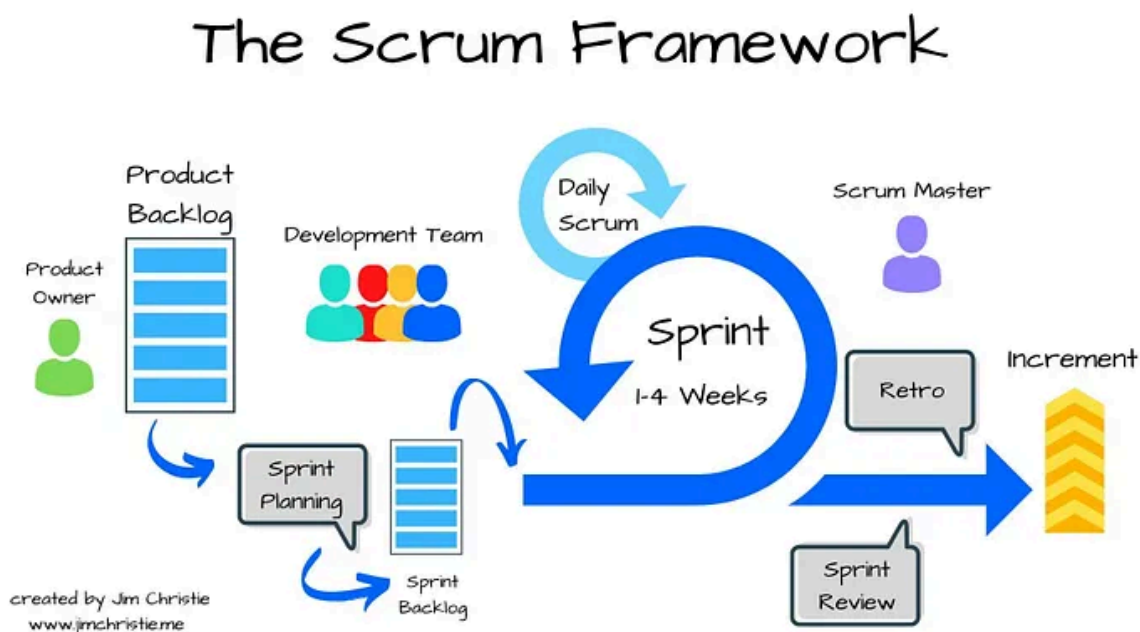 The Scrum Framework
Product
Backlog
Product
Owner
Development Team
Daily
Scrum
Scrum Master
Sprint
1-4 Weeks
Retro
Increment
Sprint
Planning
Sprint
Backlog
Sprint
Review
created by Jim Christie
www.jimchristie.me